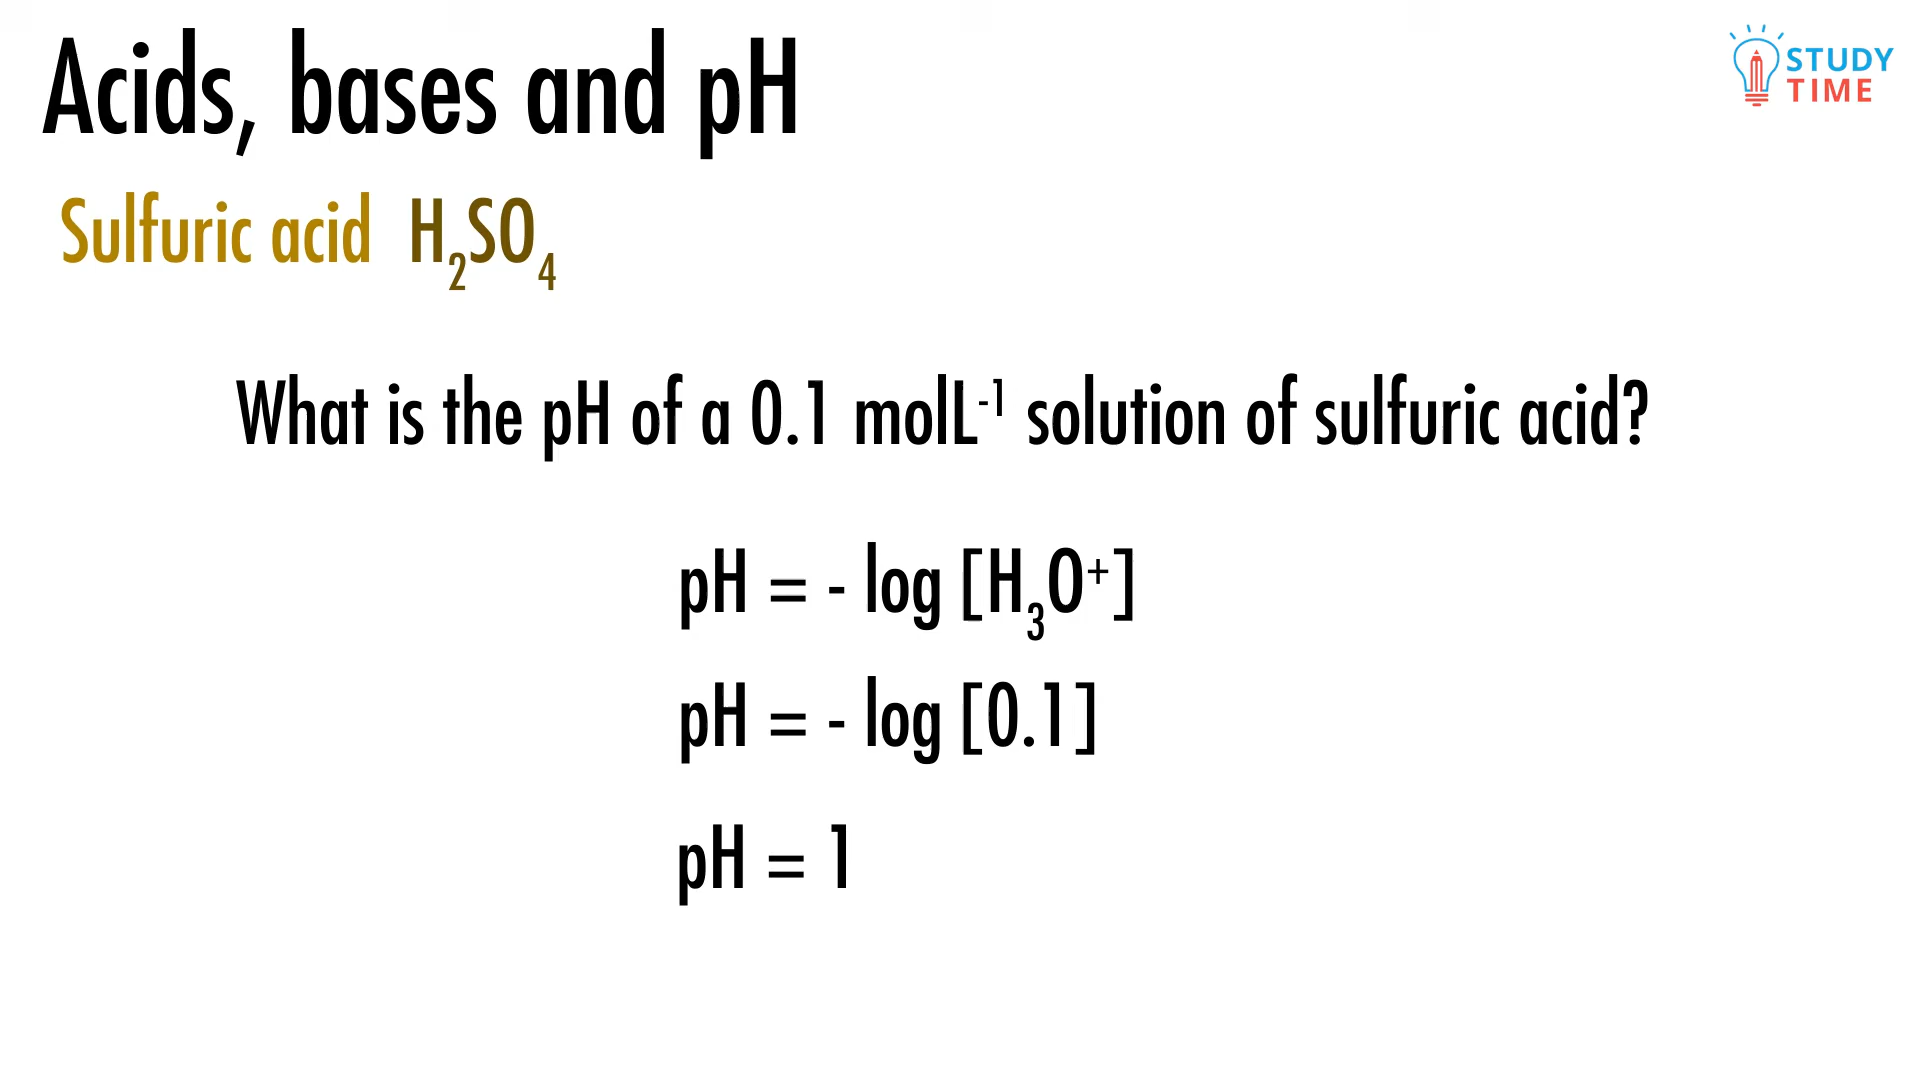 Acids, bases and pH
STUDY
TIME
Sulfuric acid H₂SO₄
What is the pH of a 0.1 molL⁻¹ solution of sulfuric acid?
pH = - log [H₃O⁺]
pH = - log [0.1]
pH = 1